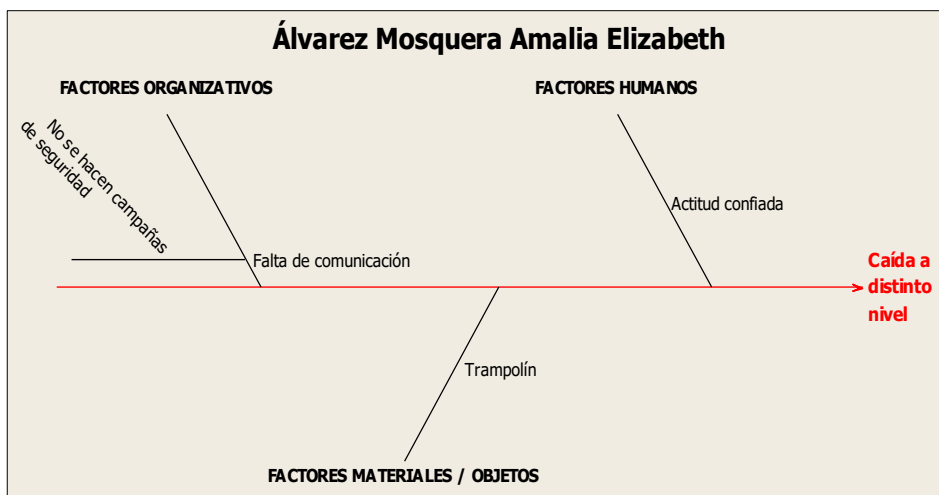 Álvarez Mosquera Amalia Elizabeth
FACTORES ORGANIZATIVOS
FACTORES HUMANOS
No se hacen campañas
de seguridad
Actitud confiada
Falta de comunicación
Caída a
distinto
nivel
Trampolín
FACTORES MATERIALES / OBJETOS